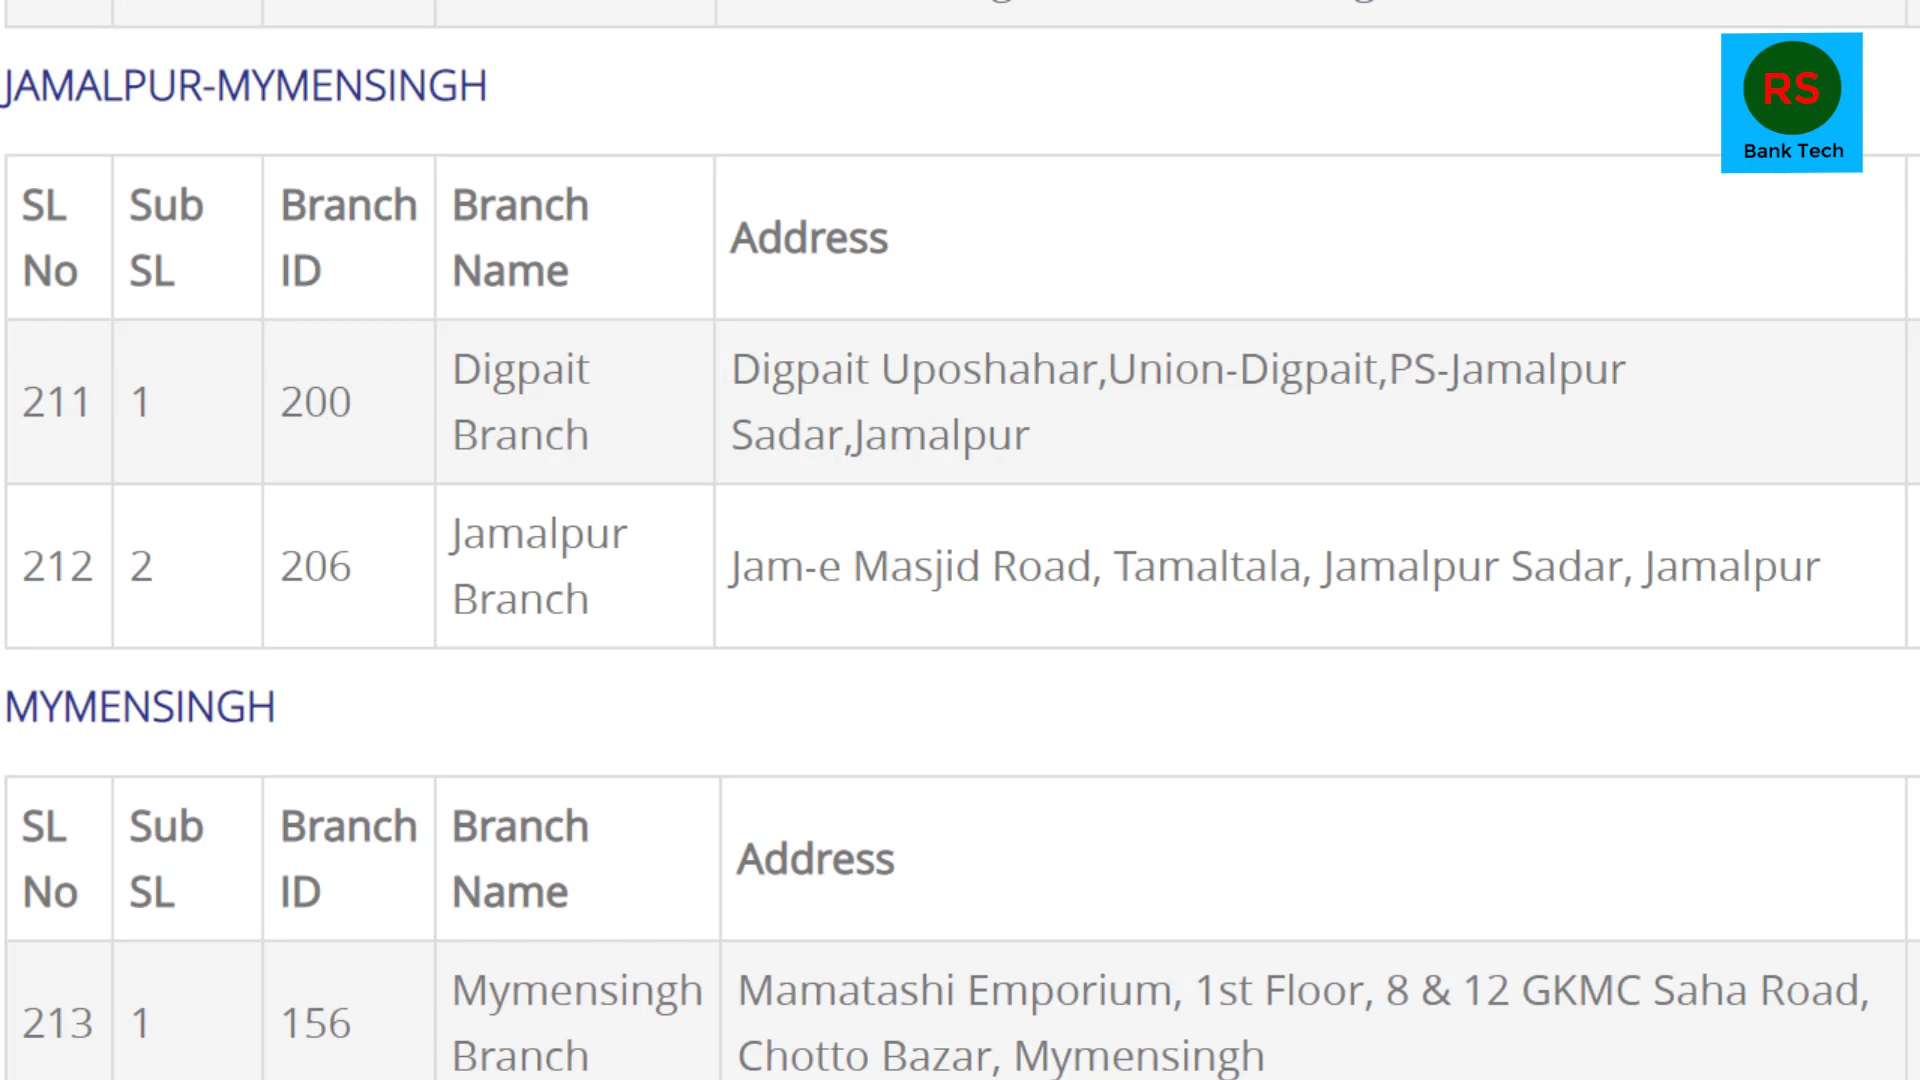 JAMALPUR-MYMENSINGH
RS
Bank Tech
SL No
Sub SL
Branch ID
Branch Name
Address
211
1
200
Digpait Branch
Digpait Uposhahar,Union-Digpait,PS-Jamalpur
Sadar,Jamalpur
212
2
206
Jamalpur Branch
Jam-e Masjid Road, Tamaltala, Jamalpur Sadar, Jamalpur
MYMENSINGH
SL No
Sub SL
Branch ID
Branch Name
Address
213
1
156
Mymensingh Branch
Mamatashi Emporium, 1st Floor, 8 & 12 GKMC Saha Road,
Chotto Bazar, Mymensingh